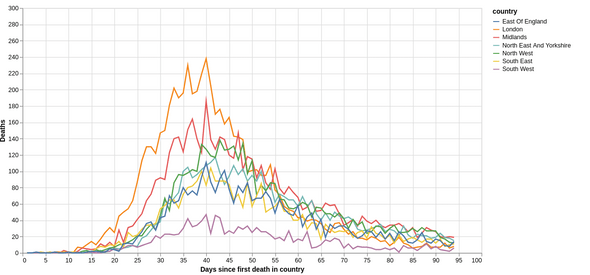 country
East Of England
London
Midlands
North East And Yorkshire
North West
South East
South West
300
280
260
240
220
200
180
160
140
120
100
80
60
40
20
0
Deaths
0 5 10 15 20 25 30 35 40 45 50 55 60 65 70 75 80 85 90 95 100
Days since first death in country